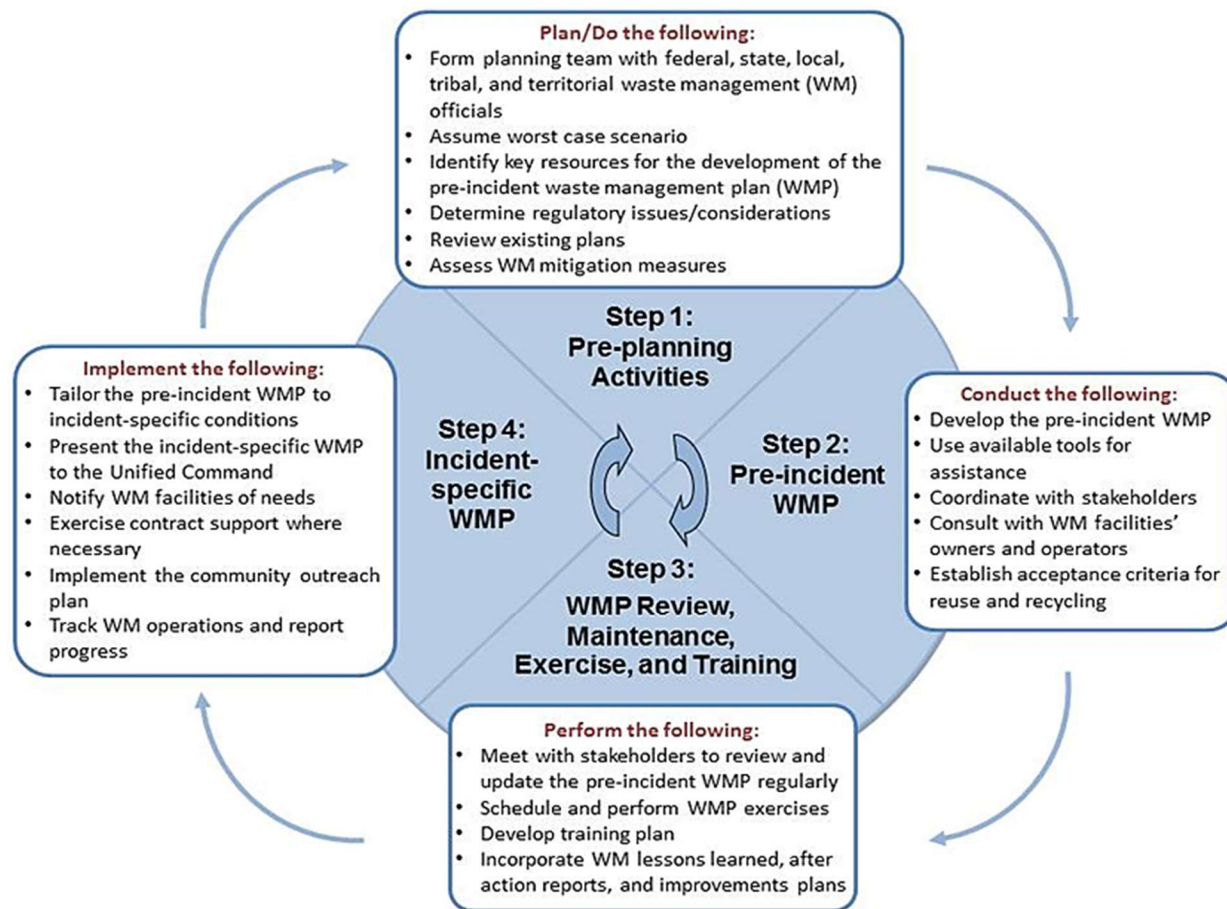 Plan/Do the following:
• Form planning team with federal, state, local,
tribal, and territorial waste management (WM)
officials
• Assume worst case scenario
• Identify key resources for the development of the
pre-incident waste management plan (WMP)
• Determine regulatory issues/considerations
• Review existing plans
• Assess WM mitigation measures
Step 1:
Pre-planning
Activities
Conduct the following:
• Develop the pre-incident WMP
• Use available tools for
assistance
• Coordinate with stakeholders
• Consult with WM facilities’
owners and operators
• Establish acceptance criteria for
reuse and recycling
Step 2:
Pre-incident
WMP
Step 3:
WMP Review,
Maintenance,
Exercise, and Training
Perform the following:
• Meet with stakeholders to review and
update the pre-incident WMP regularly
• Schedule and perform WMP exercises
• Develop training plan
• Incorporate WM lessons learned, after
action reports, and improvements plans
Step 4:
Incident-
specific
WMP
Implement the following:
• Tailor the pre-incident WMP to
incident-specific conditions
• Present the incident-specific WMP
to the Unified Command
• Notify WM facilities of needs
• Exercise contract support where
necessary
• Implement the community outreach
plan
• Track WM operations and report
progress